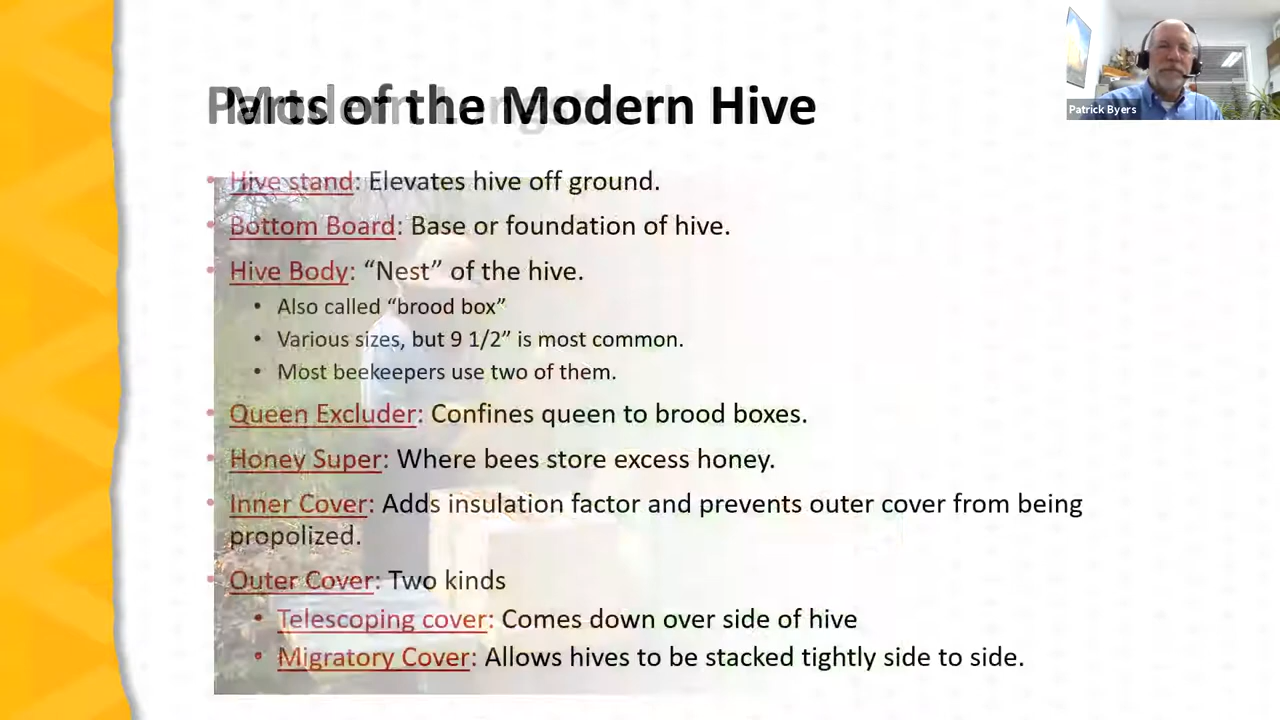 Parts of the Modern Hive
Patrick Byers
• Hive stand: Elevates hive off ground.
• Bottom Board: Base or foundation of hive.
• Hive Body: “Nest” of the hive.
• Also called “brood box”
• Various sizes, but 9 1/2” is most common.
• Most beekeepers use two of them.
• Queen Excluder: Confines queen to brood boxes.
• Honey Super: Where bees store excess honey.
• Inner Cover: Adds insulation factor and prevents outer cover from being
propolized.
• Outer Cover: Two kinds
• Telescoping cover: Comes down over side of hive
• Migratory Cover: Allows hives to be stacked tightly side to side.